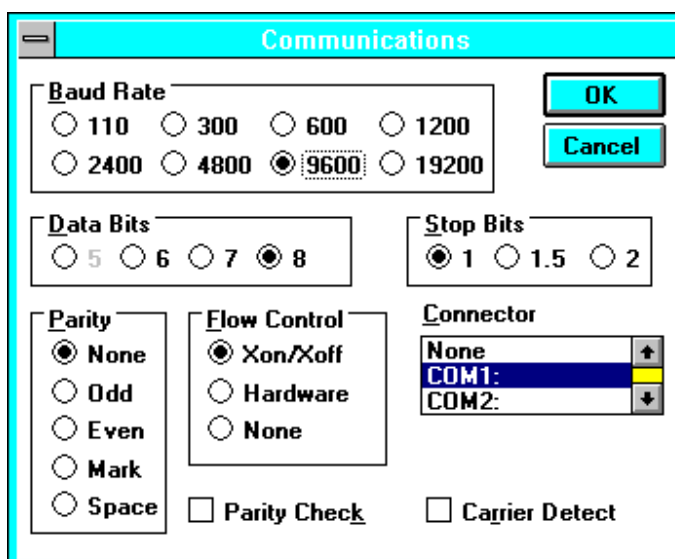 Communications
Baud Rate
OK
110 300 600 1200
Cancel
2400 4800 9600 19200
Data Bits
5 6 7 8
Stop Bits
1 1.5 2
Parity
None
Odd
Even
Mark
Space
Flow Control
Xon/Xoff
Hardware
None
Connector
None
COM1:
COM2:
Parity Check
Carrier Detect